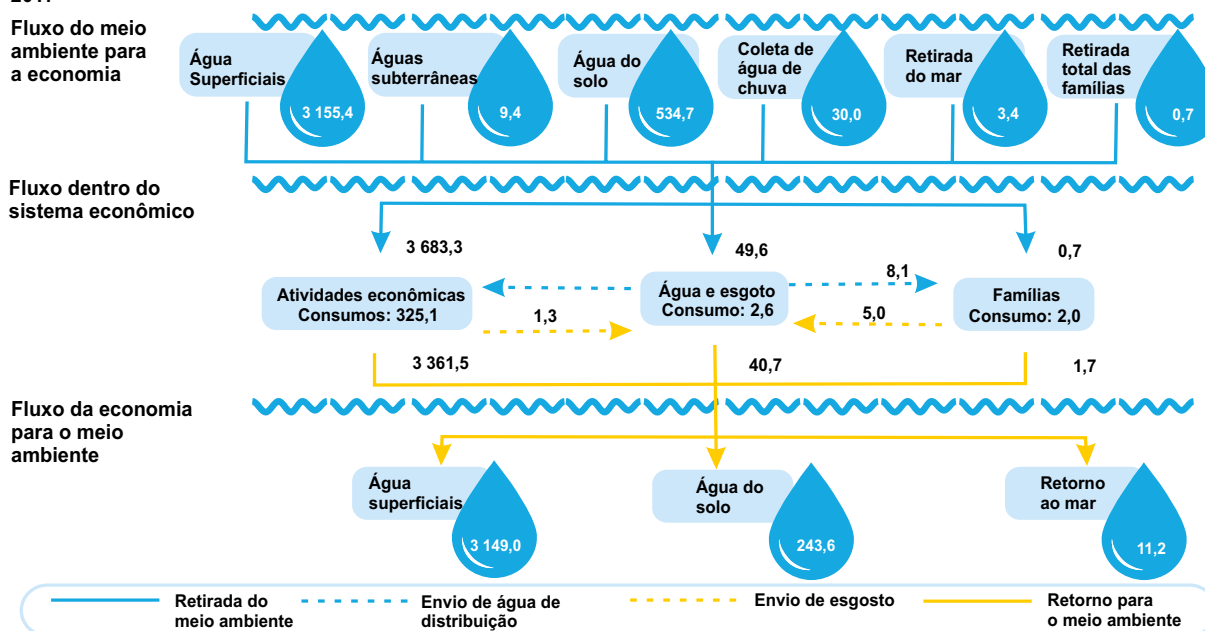 Fluxo do meio
ambiente para
a economia
Água
Superficiais
3 155,4
Águas
subterrâneas
9,4
Água do
solo
534,7
Coleta de
água de
chuva
30,0
Retirada
do mar
3,4
Retirada
total das
famílias
0,7
Fluxo dentro do
sistema econômico
3 683,3
49,6
0,7
8,1
Atividades econômicas
Consumos: 325,1
Água e esgoto
Consumo: 2,6
Famílias
Consumo: 2,0
1,3
5,0
3 361,5
40,7
1,7
Fluxo da economia
para o meio
ambiente
Água
superficiais
3 149,0
Água do
solo
243,6
Retorno
ao mar
11,2
Retirada do
meio ambiente
Envio de água de
distribuição
Envio de esgosto
Retorno para
o meio ambiente